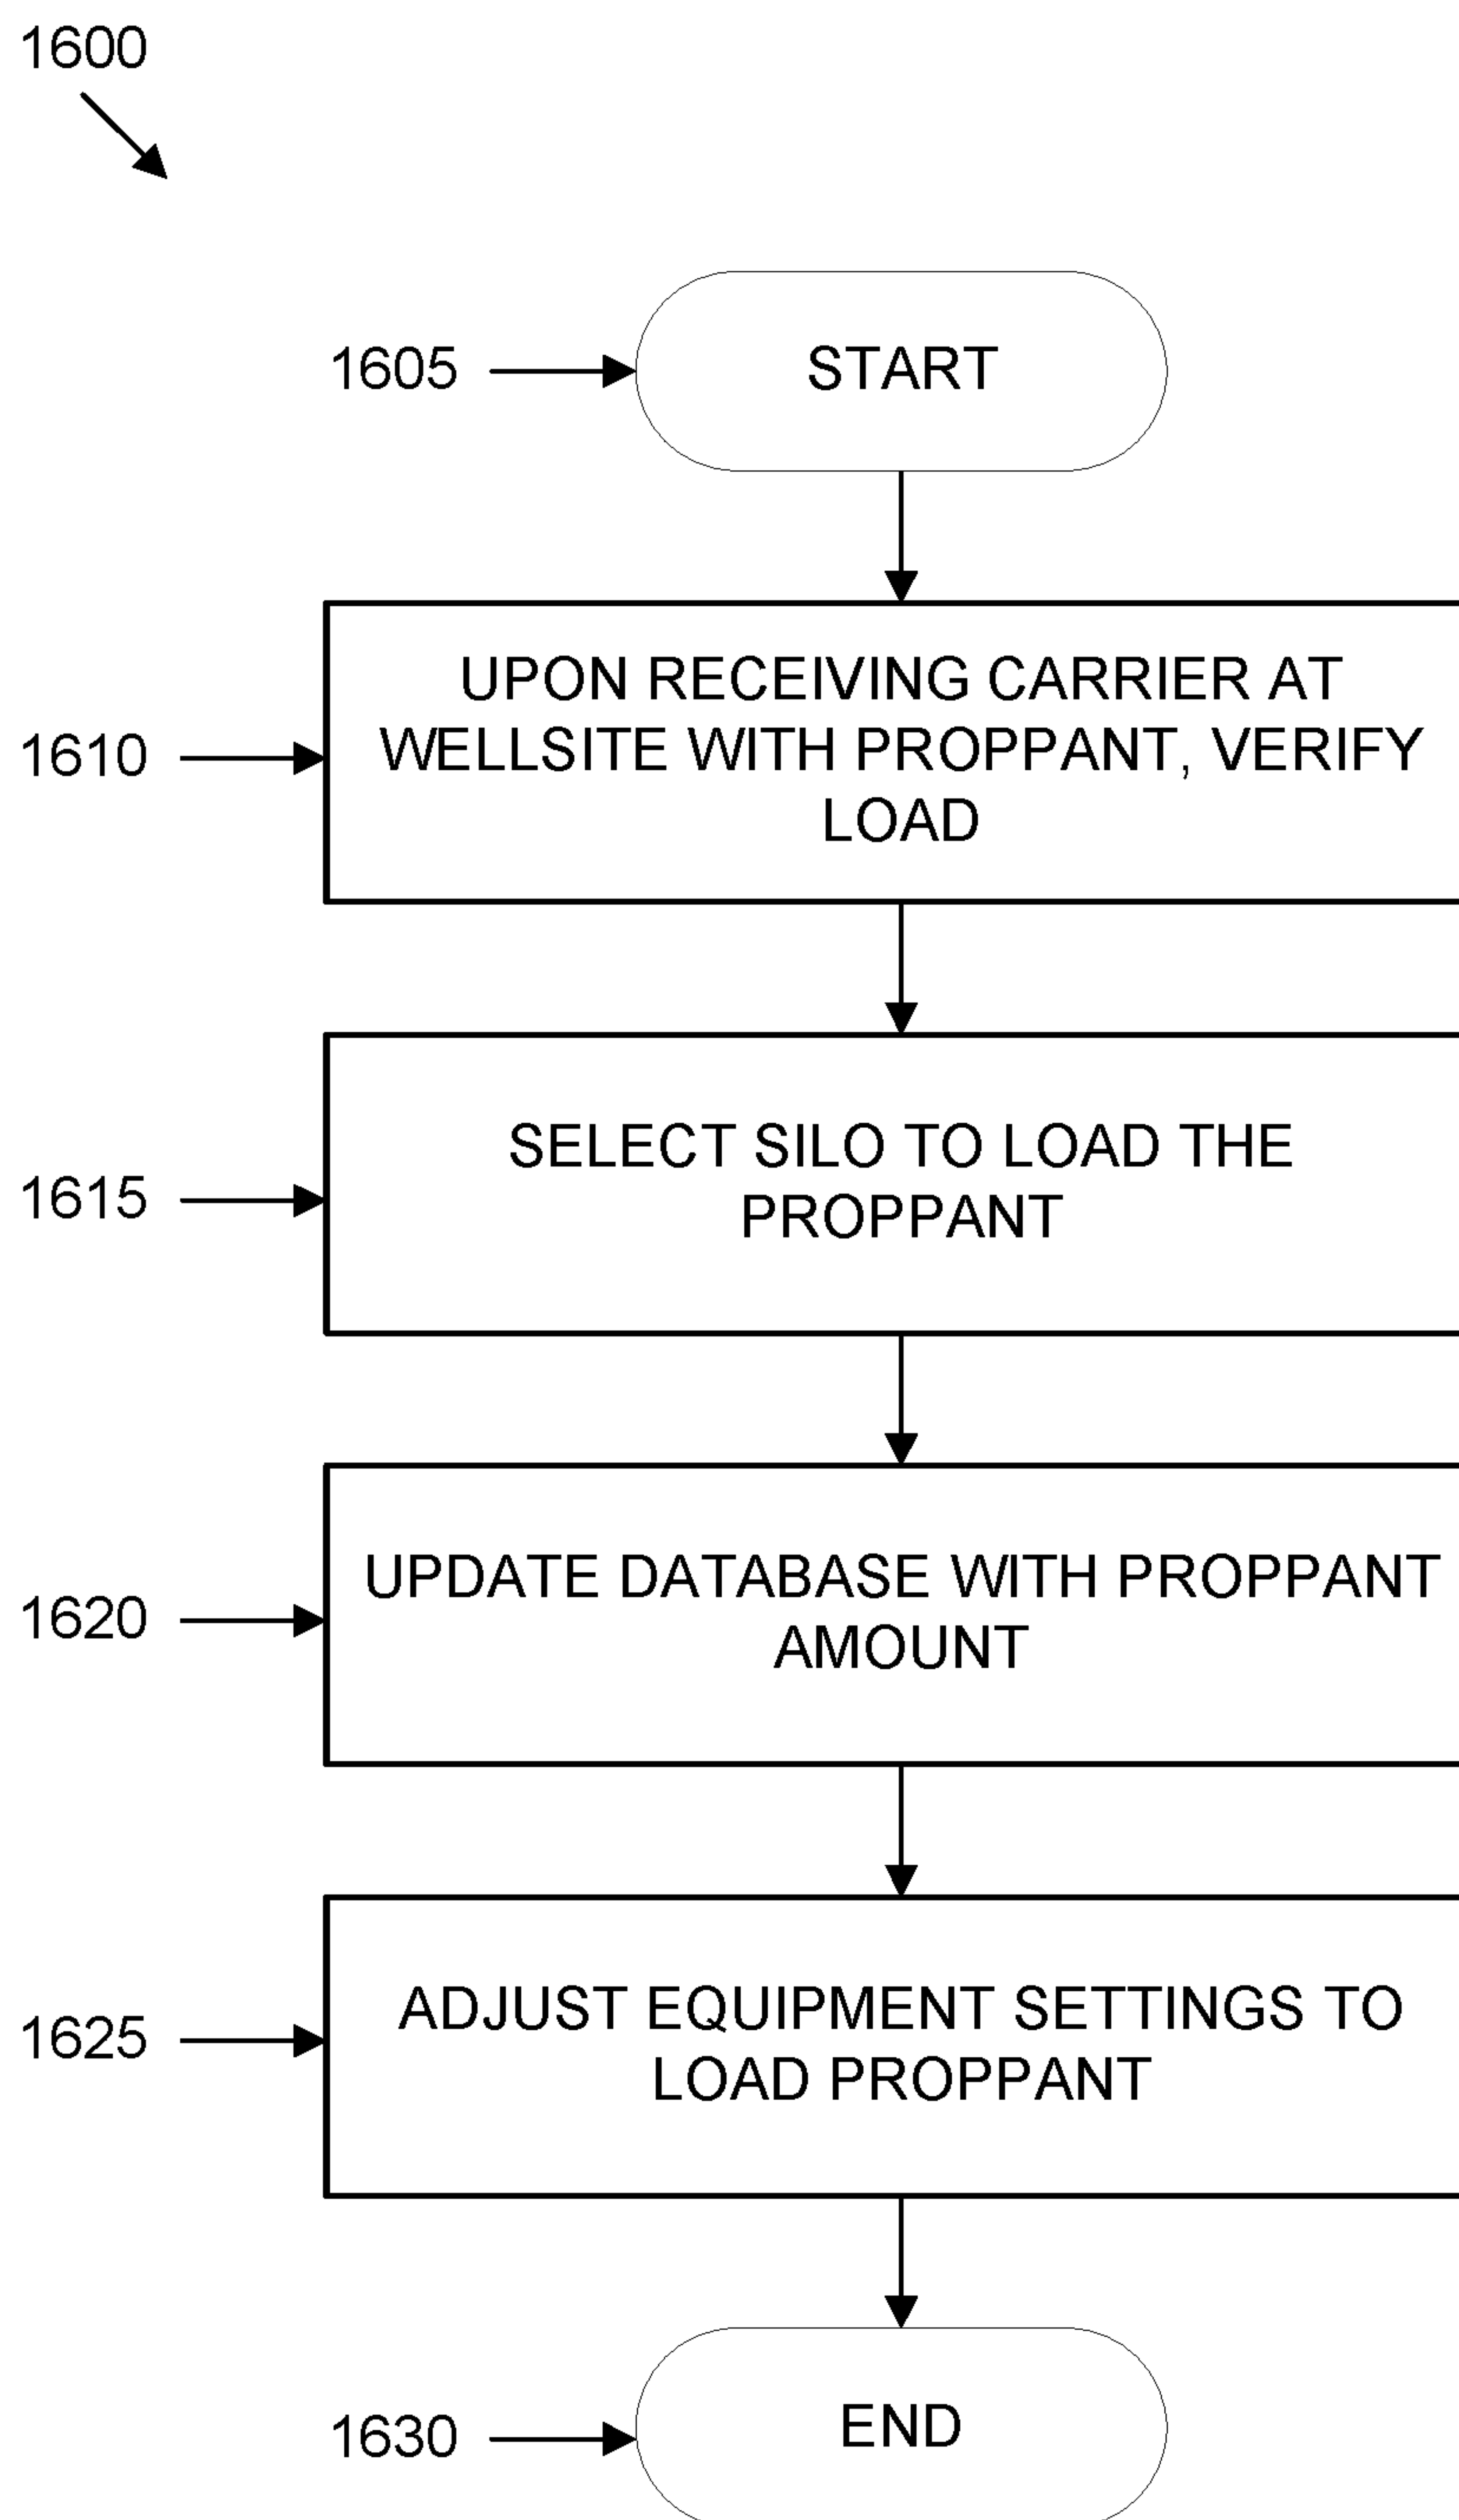 1600
1605
START
UPON RECEIVING CARRIER AT
1610
WELLSITE WITH PROPPANT, VERIFY
LOAD
1615
SELECT SILO TO LOAD THE
PROPPANT
1620
UPDATE DATABASE WITH PROPPANT
AMOUNT
1625
ADJUST EQUIPMENT SETTINGS TO
LOAD PROPPANT
1630
END